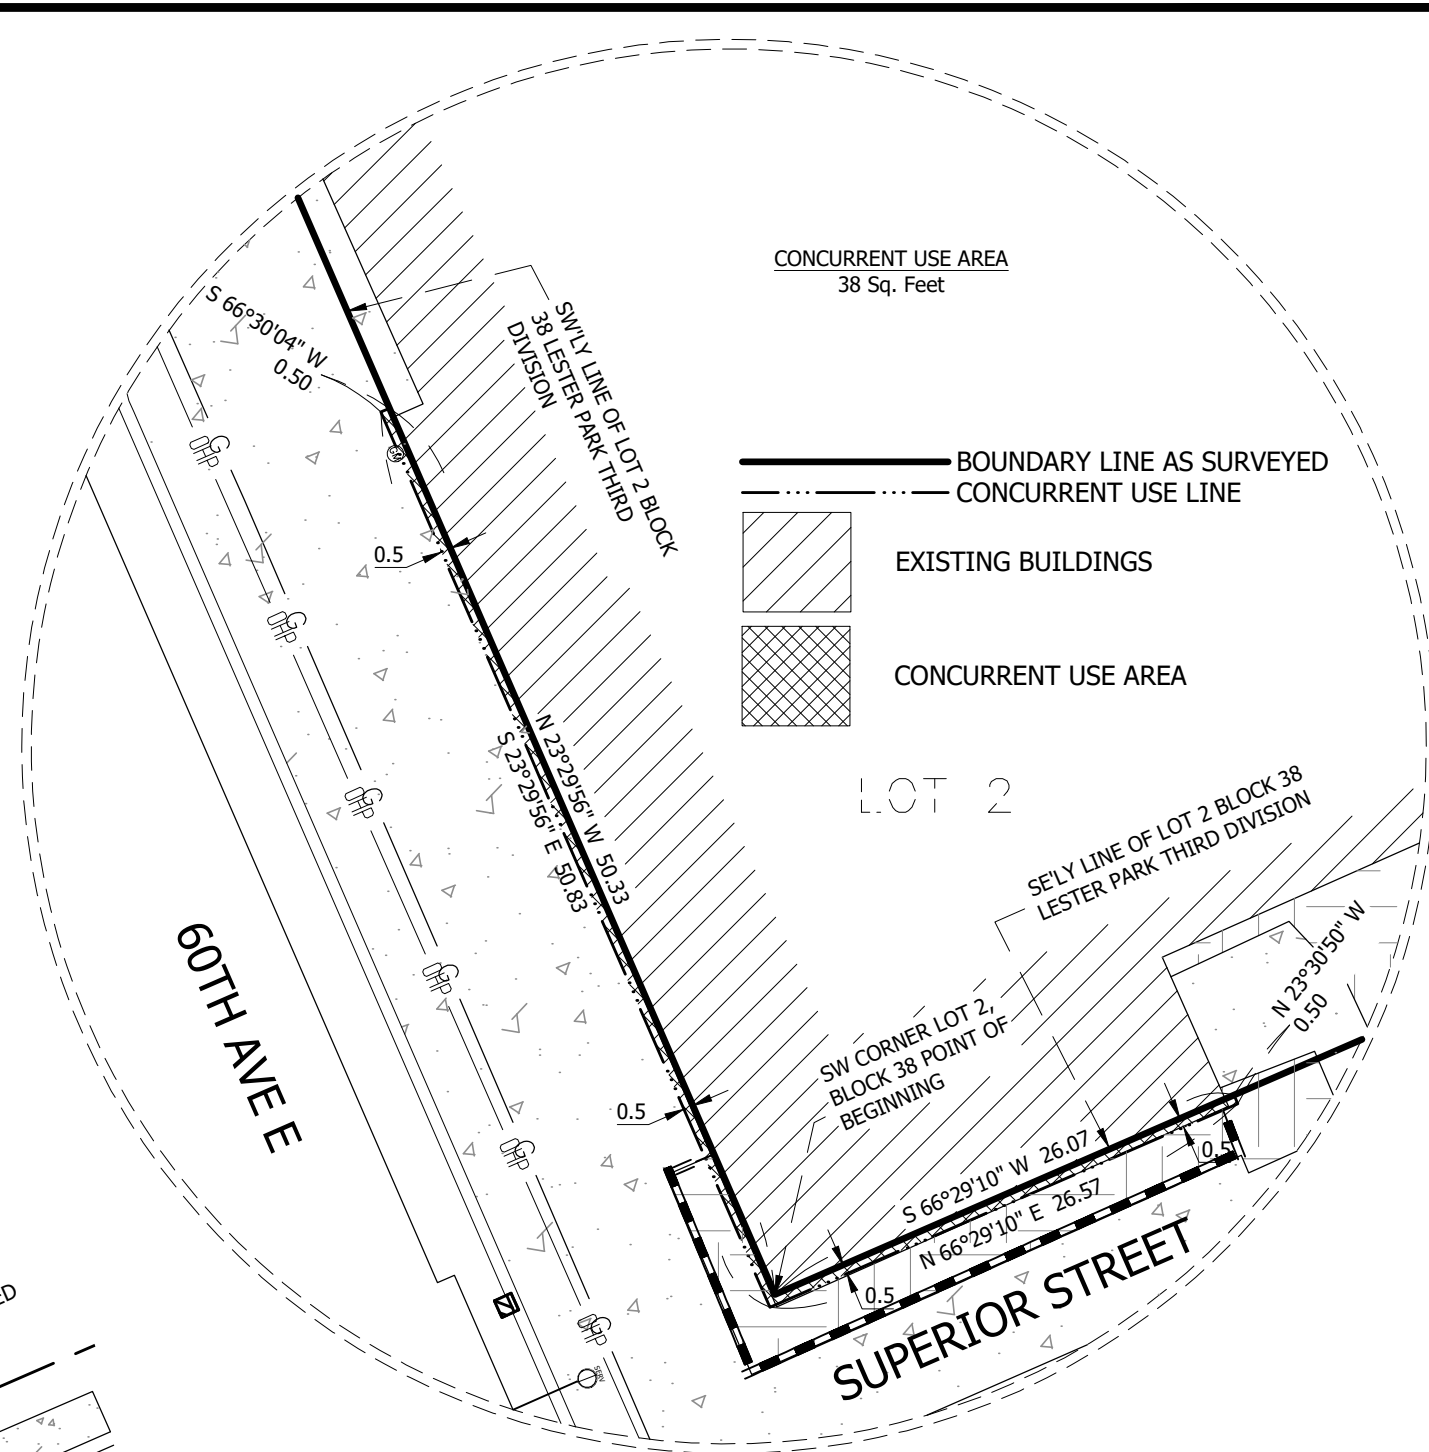 CONCURRENT USE AREA
38 Sq. Feet
S 66°30'04" W
0.50
SW'LY LINE OF LOT 2 BLOCK
38 LESTER PARK THIRD
DIVISION
BOUNDARY LINE AS SURVEYED
CONCURRENT USE LINE
EXISTING BUILDINGS
CONCURRENT USE AREA
GM
G
OHP
0.5
G
OHP
N 23°29'56" W 50.33
S 23°29'56" E 50.83
LOT 2
G
OHP
SE'LY LINE OF LOT 2 BLOCK 38
LESTER PARK THIRD DIVISION
N 23°30'50" W
0.50
60TH AVE E
G
OHP
SW CORNER LOT 2,
BLOCK 38 POINT OF
BEGINNING
0.5
G
OHP
S 66°29'10" W 26.07
N 66°29'10" E 26.57
0.5
0.5
SUPERIOR STREET
G
OHP
SERV
ED